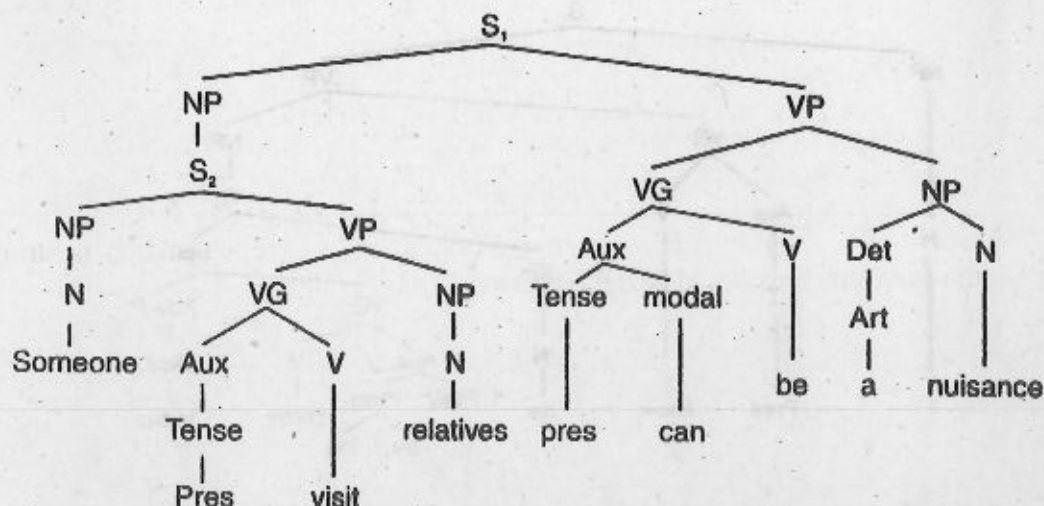 S₁
NP VP
S₂ VG NP
NP VP Aux V Det N
N VG NP Tense modal Art
Someone Aux V N be a nuisance
Tense relatives pres can
Pres visit